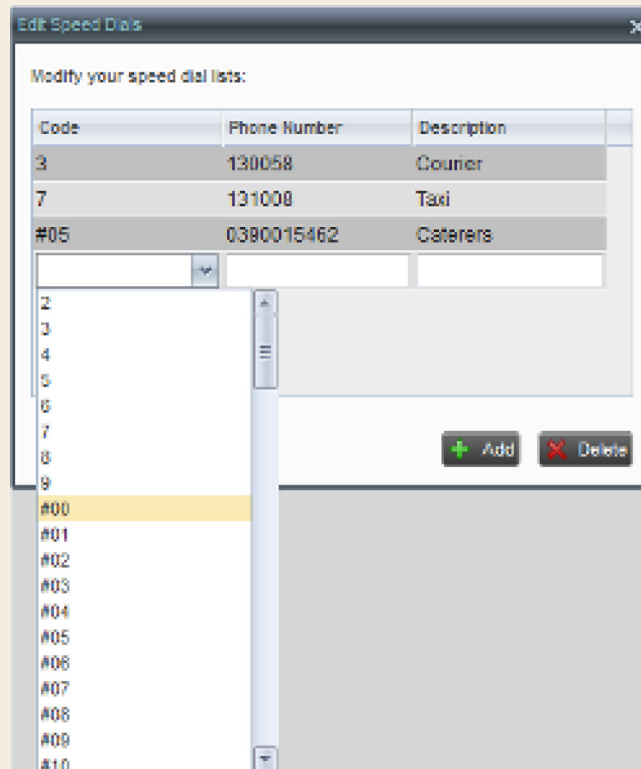 Edit Speed Dials
Modify your speed dial lists:
Code Phone Number Description
3 130058 Courier
7 131008 Taxi
#05 0390015462 Caterers
2
3
4
5
6
7
8
9
#00
#01
#02
#03
#04
#05
#06
#07
#08
#09
#10
Add Delete